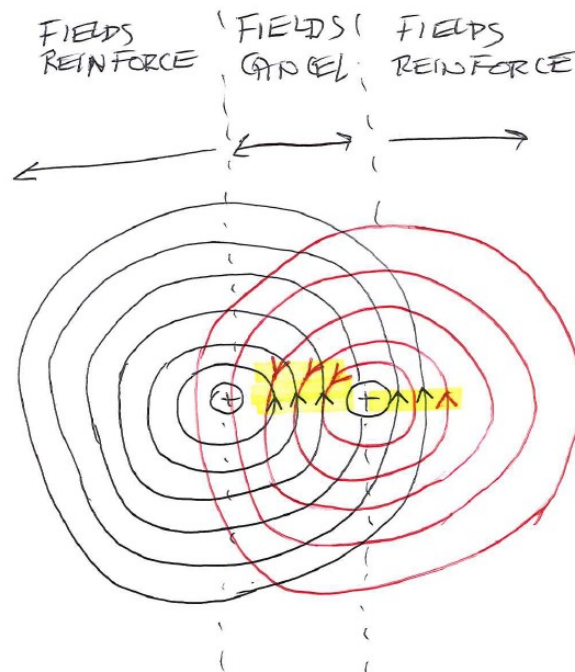 FIELDS
REINFORCE
FIELDS
CANCEL
FIELDS
REINFORCE
+
+